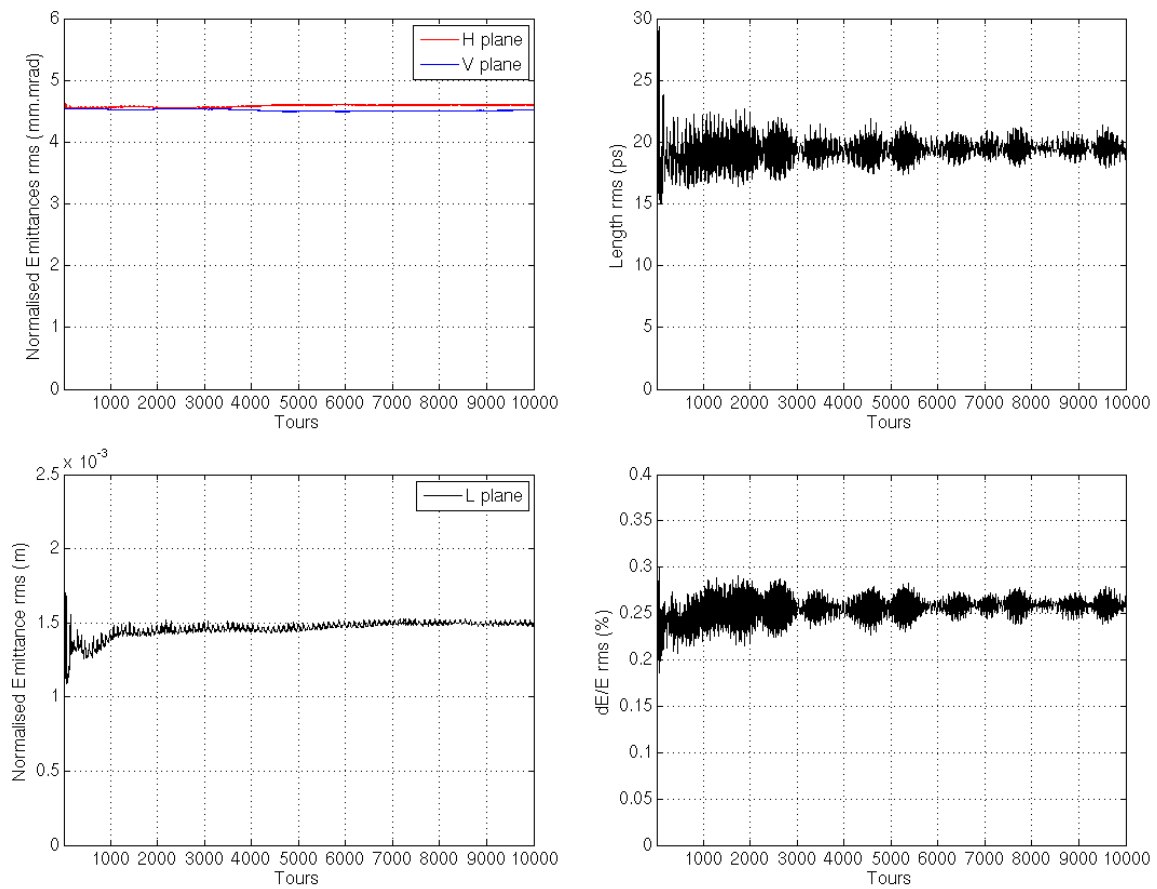 6
5
4
3
2
1
0
Normalised Emittances rms (mm.mrad)
H plane
V plane
1000 2000 3000 4000 5000 6000 7000 8000 9000 10000
Tours
30
25
20
15
10
5
0
Length rms (ps)
1000 2000 3000 4000 5000 6000 7000 8000 9000 10000
Tours
x 10^-3
2.5
2
1.5
1
0.5
0
Normalised Emittance rms (m)
L plane
1000 2000 3000 4000 5000 6000 7000 8000 9000 10000
Tours
0.4
0.35
0.3
0.25
0.2
0.15
0.1
0.05
0
dE/E rms (%)
1000 2000 3000 4000 5000 6000 7000 8000 9000 10000
Tours